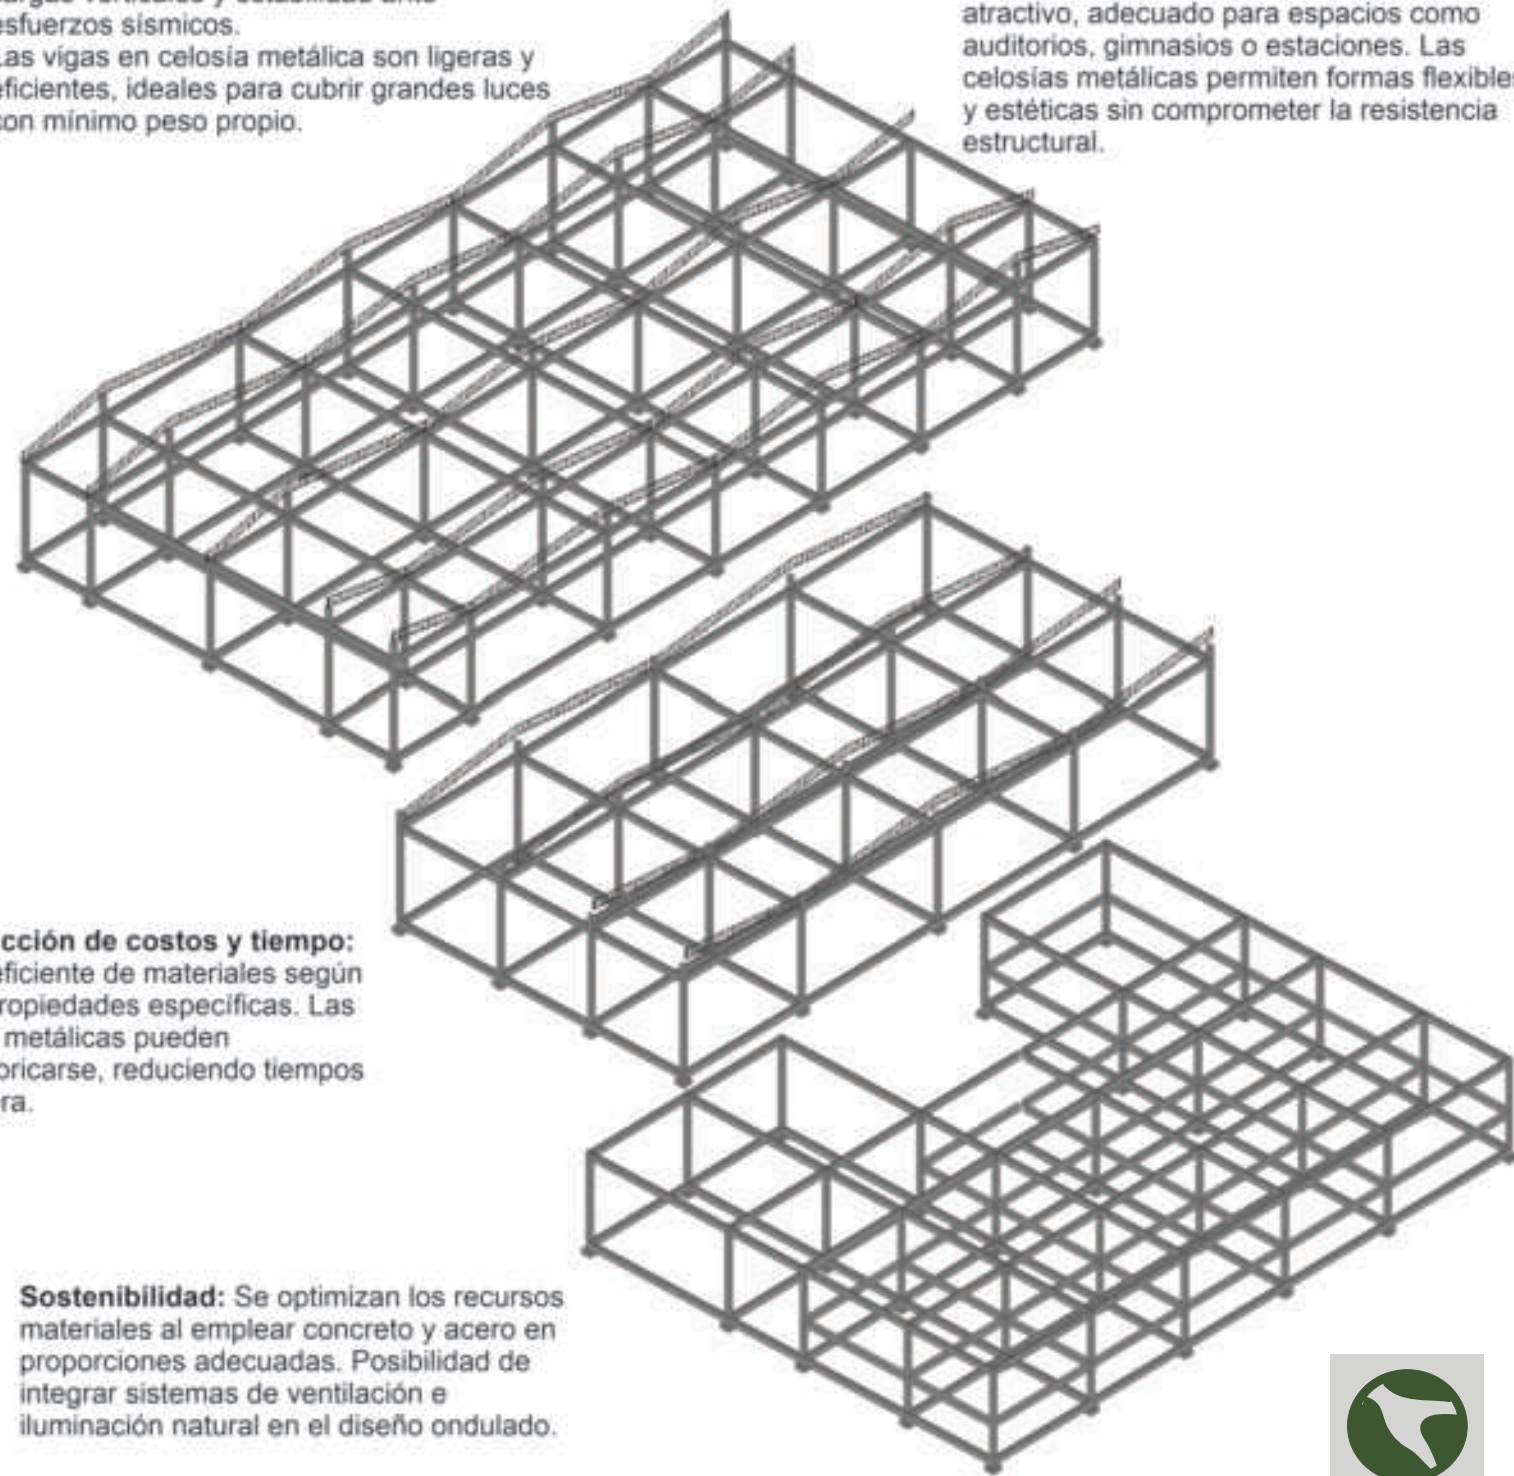 esfuerzos sísmicos.
Las vigas en celosía metálica son ligeras y
eficientes, ideales para cubrir grandes luces
con mínimo peso propio.
atractivo, adecuado para espacios como
auditorios, gimnasios o estaciones. Las
celosías metálicas permiten formas flexibles
y estéticas sin comprometer la resistencia
estructural.
cción de costos y tiempo:
eficiente de materiales según
ropiedades específicas. Las
metálicas pueden
bricarse, reduciendo tiempos
ra.
Sostenibilidad: Se optimizan los recursos
materiales al emplear concreto y acero en
proporciones adecuadas. Posibilidad de
integrar sistemas de ventilación e
iluminación natural en el diseño ondulado.